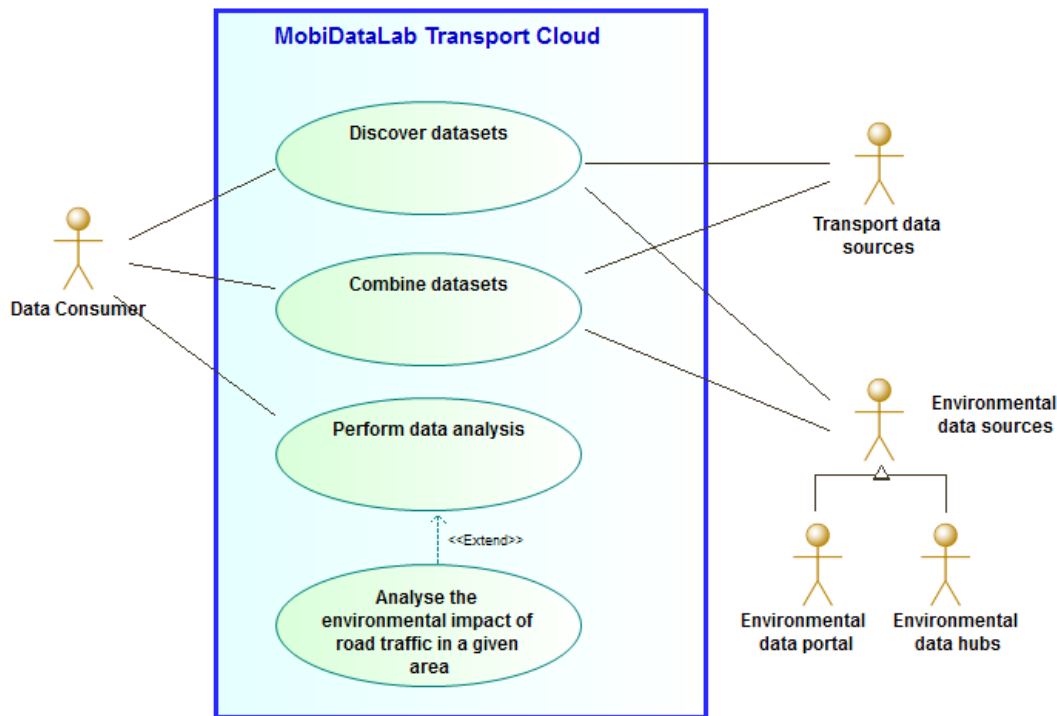 MobiDataLab Transport Cloud
Discover datasets
Transport data
sources
Data Consumer
Combine datasets
Environmental
data sources
Perform data analysis
<<Extend>>
Environmental
data portal
Environmental
data hubs
Analyse the
environmental impact of
road traffic in a given
area